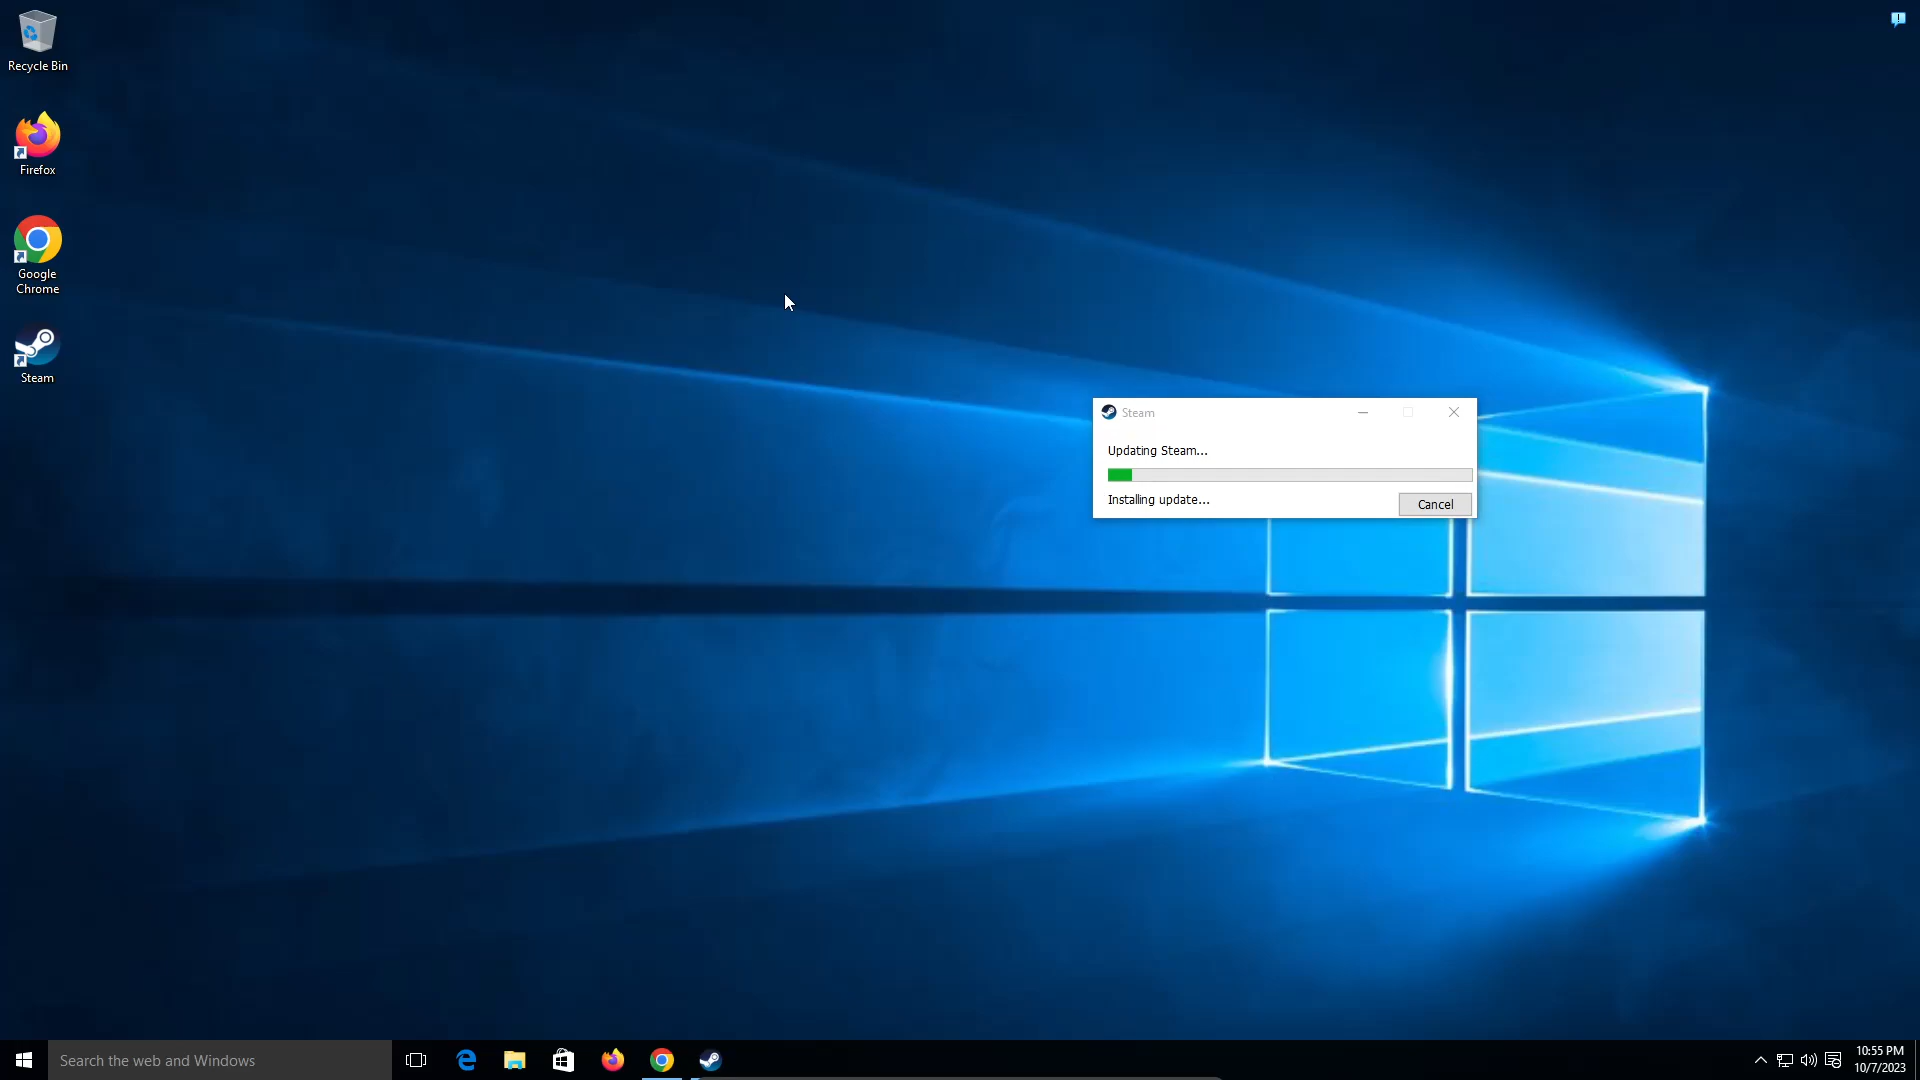 Recycle Bin
Firefox
Google
Chrome
Steam
Steam
Updating Steam...
Installing update...
Cancel
Search the web and Windows
10:55 PM
10/7/2023